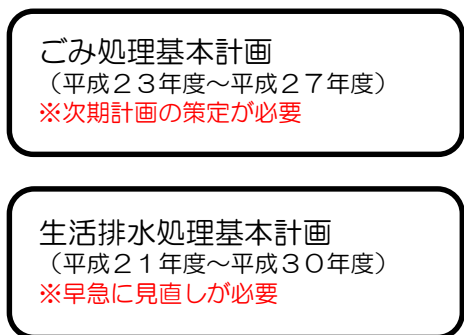 ごみ処理基本計画
（平成２３年度～平成２７年度）
※次期計画の策定が必要
生活排水処理基本計画
（平成２１年度～平成３０年度）
※早急に見直しが必要